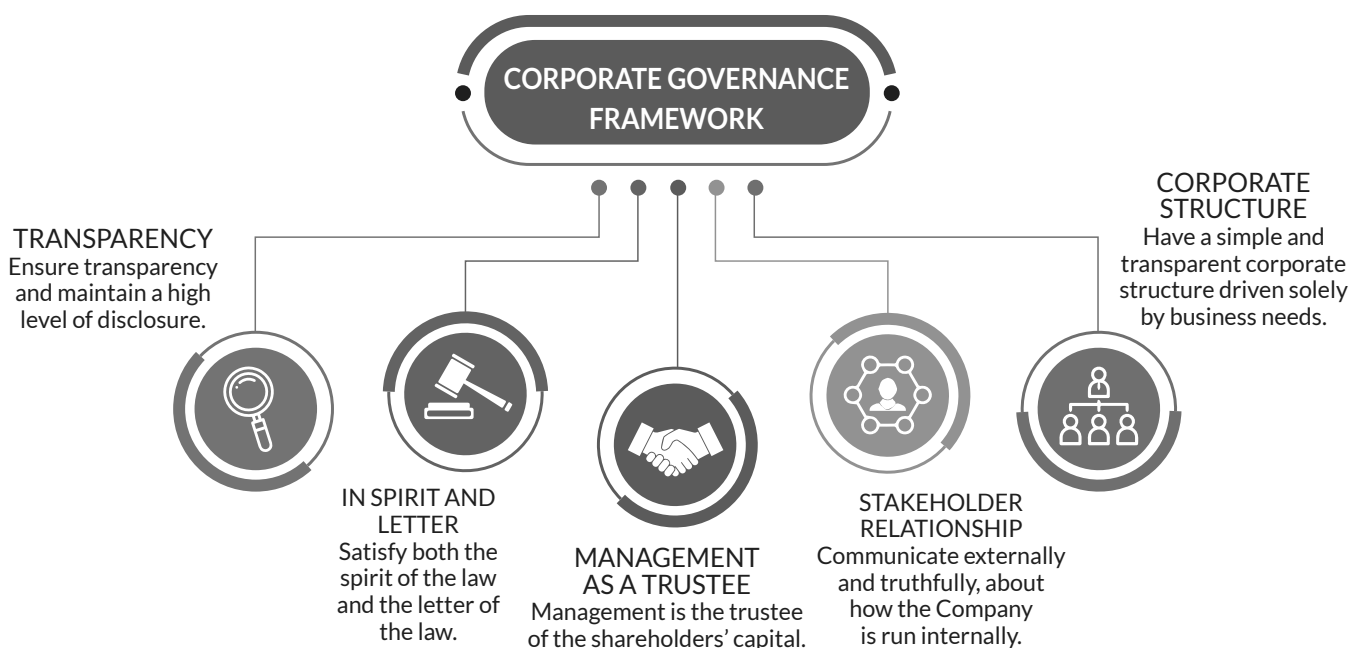 CORPORATE GOVERNANCE
FRAMEWORK
TRANSPARENCY
Ensure transparency
and maintain a high
level of disclosure.
IN SPIRIT AND
LETTER
Satisfy both the
spirit of the law
and the letter of
the law.
MANAGEMENT
AS A TRUSTEE
Management is the trustee
of the shareholders’ capital.
STAKEHOLDER
RELATIONSHIP
Communicate externally
and truthfully, about
how the Company
is run internally.
CORPORATE
STRUCTURE
Have a simple and
transparent corporate
structure driven solely
by business needs.